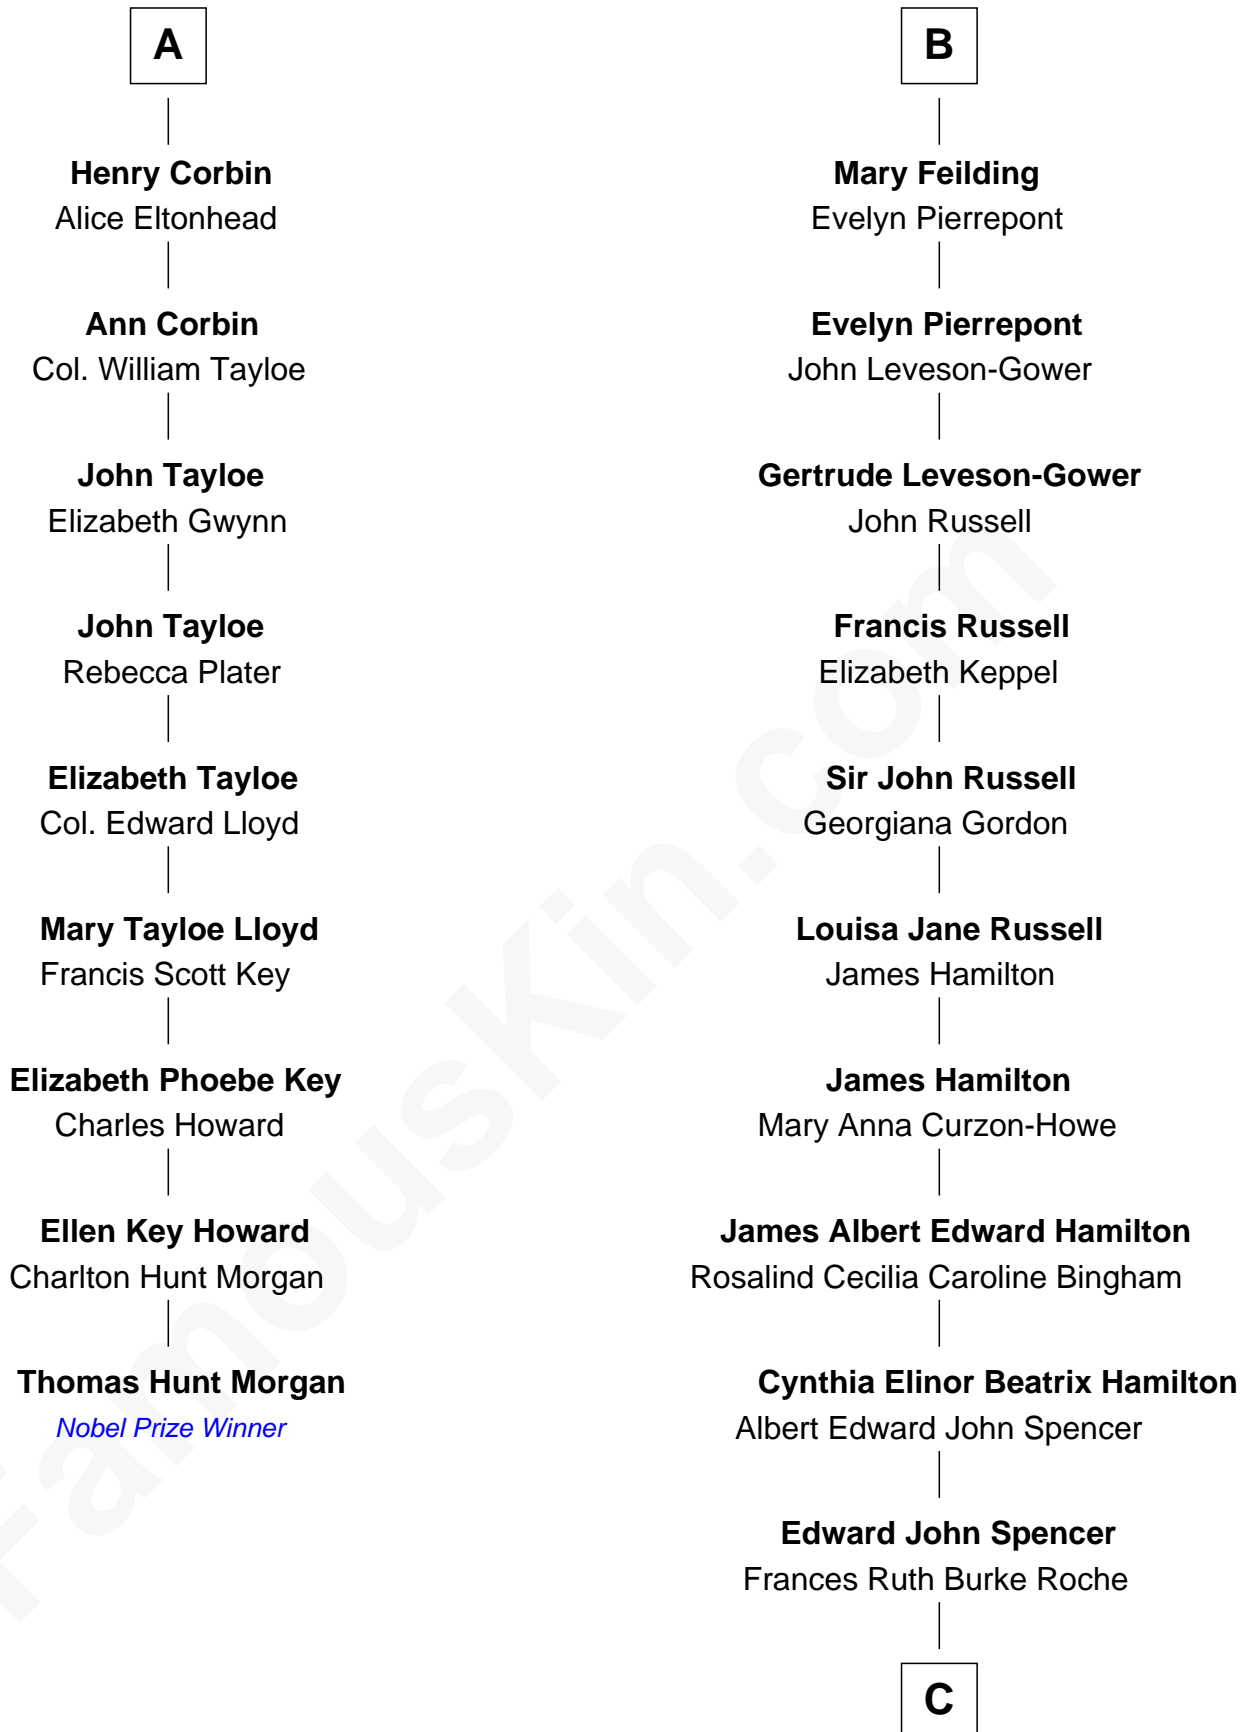 A
Henry Corbin
Alice Eltonhead
Ann Corbin
Col. William Tayloe
John Tayloe
Elizabeth Gwynn
John Tayloe
Rebecca Plater
Elizabeth Tayloe
Col. Edward Lloyd
Mary Tayloe Lloyd
Francis Scott Key
Elizabeth Phoebe Key
Charles Howard
Ellen Key Howard
Charlton Hunt Morgan
Thomas Hunt Morgan
Nobel Prize Winner
B
Mary Feilding
Evelyn Pierrepont
Evelyn Pierrepont
John Leveson-Gower
Gertrude Leveson-Gower
John Russell
Francis Russell
Elizabeth Keppel
Sir John Russell
Georgiana Gordon
Louisa Jane Russell
James Hamilton
James Hamilton
Mary Anna Curzon-Howe
James Albert Edward Hamilton
Rosalind Cecilia Caroline Bingham
Cynthia Elinor Beatrix Hamilton
Albert Edward John Spencer
Edward John Spencer
Frances Ruth Burke Roche
C
FamousKin.com